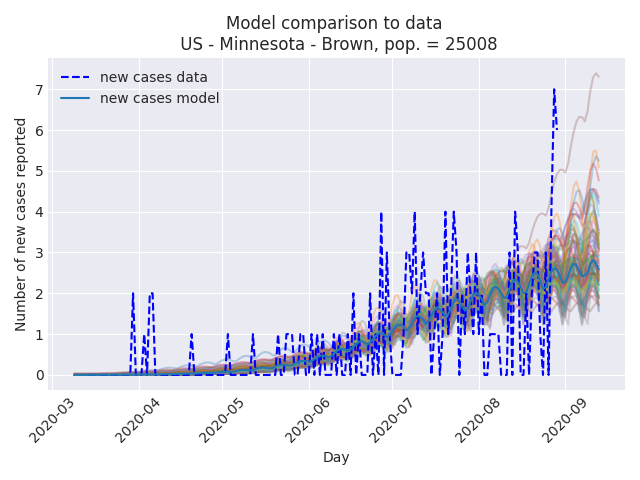 Model comparison to data
US - Minnesota - Brown, pop. = 25008
new cases data
new cases model
Number of new cases reported
7
6
5
4
3
2
1
0
2020-03
2020-04
2020-05
2020-06
2020-07
2020-08
2020-09
Day